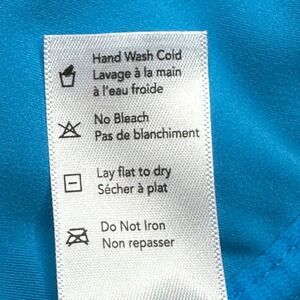 Hand Wash Cold
Lavage à la main
à l'eau froide
No Bleach
Pas de blanchiment
Lay flat to dry
Sécher à plat
Do Not Iron
Non repasser